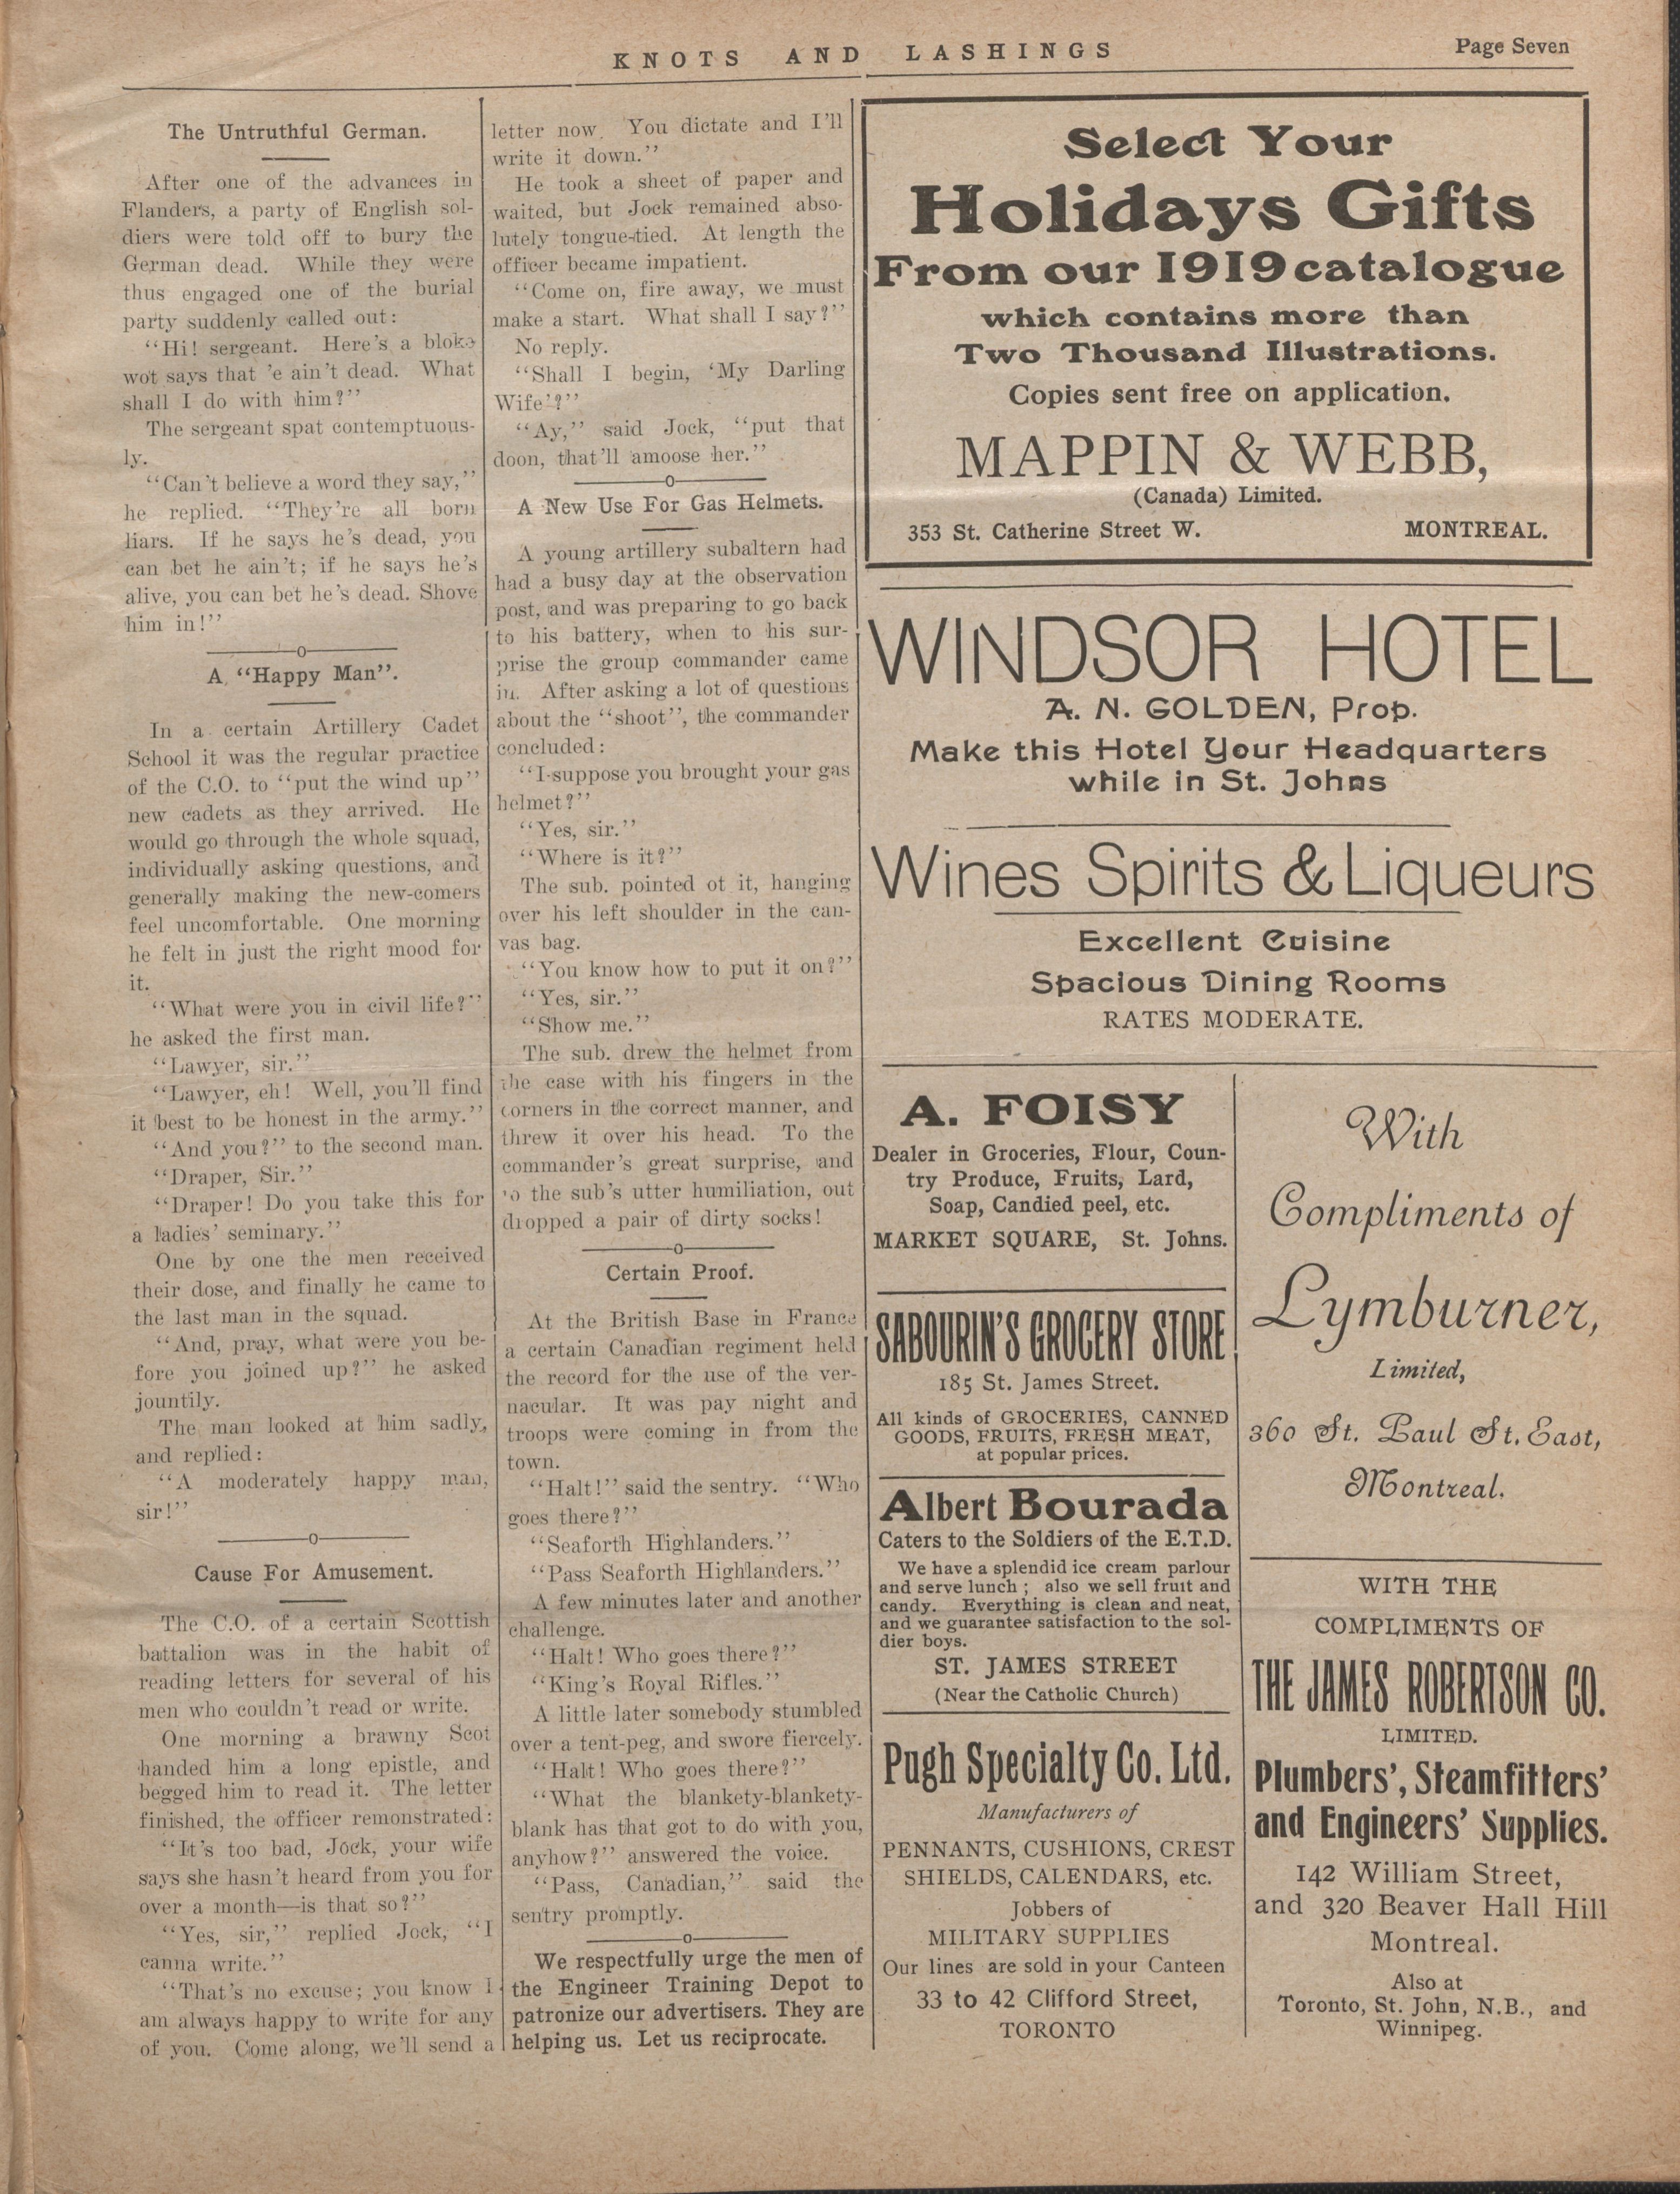 KNOTS AND LASHINGS
Page Seven
The Untruthful German.
After one of the advances in
Flanders, a party of English sol-
diers were told off to bury the
German dead. While they were
thus engaged one of the burial
party suddenly called out:
"Hi! sergeant. Here's a bloke
wot says that 'e ain't dead. What
shall I do with him?"
The sergeant spat contemptuous-
ly.
"Can't believe a word they say,"
he replied. "They're all born
liars. If he says he's dead, you
can bet he ain't; if he says he's
alive, you can bet he's dead. Shove
him in!"
A "Happy Man".
In a certain Artillery Cadet
School it was the regular practice
of the C.O. to "put the wind up"
new cadets as they arrived. He
would go through the whole squad,
individually asking questions, and
generally making the new-comers
feel uncomfortable. One morning
he felt in just the right mood for
it.
"What were you in civil life?"
he asked the first man.
"Lawyer, sir."
"Lawyer, eh! Well, you'll find
it best to be honest in the army."
"And you?" to the second man.
"Draper, Sir."
"Draper! Do you take this for
a ladies' seminary."
One by one the men received
their dose, and finally he came to
the last man in the squad.
"And, pray, what were you be-
fore you joined up?" he asked
jountily.
The man looked at him sadly,
and replied:
"A moderately happy man,
sir!"
Cause For Amusement.
The C.O. of a certain Scottish
battalion was in the habit of
reading letters for several of his
men who couldn't read or write.
One morning a brawny Scot
handed him a long epistle, and
begged him to read it. The letter
finished, the officer remonstrated:
"It's too bad, Jock, your wife
says she hasn't heard from you for
over a month—is that so?"
"Yes, sir," replied Jock, "I
canna write."
"That's no excuse; you know I
am always happy to write for any
of you. Come along, we'll send a
letter now. You dictate and I'll
write it down."
He took a sheet of paper and
waited, but Jock remained abso-
lutely tongue-tied. At length the
officer became impatient.
"Come on, fire away, we must
make a start. What shall I say?"
No reply.
"Shall I begin, 'My Darling
Wife'?"
"Ay," said Jock, "put that
doon, that'll amoose her."
A New Use For Gas Helmets.
A young artillery subaltern had
had a busy day at the observation
post, and was preparing to go back
to his battery, when to his sur-
prise the group commander came
in. After asking a lot of questions
about the "shoot", the commander
concluded:
"I suppose you brought your gas
helmet?"
"Yes, sir."
"Where is it?"
The sub. pointed ot it, hanging
over his left shoulder in the can-
vas bag.
"You know how to put it on?"
"Yes, sir."
"Show me."
The sub. drew the helmet from
the case with his fingers in the
corners in the correct manner, and
threw it over his head. To the
commander's great surprise, and
to the sub's utter humiliation, out
dropped a pair of dirty socks!
Certain Proof.
At the British Base in France
a certain Canadian regiment held
the record for the use of the ver-
nacular. It was pay night and
troops were coming in from the
town.
"Halt!" said the sentry. "Who
goes there?"
"Seaforth Highlanders."
"Pass Seaforth Highlanders."
A few minutes later and another
challenge.
"Halt! Who goes there?"
"King's Royal Rifles."
A little later somebody stumbled
over a tent-peg, and swore fiercely.
"Halt! Who goes there?"
"What the blankety-blankety-
blank has that got to do with you,
anyhow?" answered the voice.
"Pass, Canadian," said the
sentry promptly.
We respectfully urge the men of
the Engineer Training Depot to
patronize our advertisers. They are
helping us. Let us reciprocate.
Select Your
Holidays Gifts
From our 1919 catalogue
which contains more than
Two Thousand Illustrations.
Copies sent free on application.
MAPPIN & WEBB,
(Canada) Limited.
353 St. Catherine Street W. MONTREAL.
WINDSOR HOTEL
A. N. GOLDEN, Prop.
Make this Hotel Your Headquarters
while in St. Johns
Wines Spirits & Liqueurs
Excellent Cuisine
Spacious Dining Rooms
RATES MODERATE.
A. FOISY
Dealer in Groceries, Flour, Coun-
try Produce, Fruits, Lard,
Soap, Candied peel, etc.
MARKET SQUARE, St. Johns.
SABOURIN'S GROCERY STORE
185 St. James Street.
All kinds of GROCERIES, CANNED
GOODS, FRUITS, FRESH MEAT,
at popular prices.
Albert Bourada
Caters to the Soldiers of the E.T.D.
We have a splendid ice cream parlour
and serve lunch; also we sell fruit and
candy. Everything is clean and neat,
and we guarantee satisfaction to the sol-
dier boys.
ST. JAMES STREET
(Near the Catholic Church)
Pugh Specialty Co. Ltd.
Manufacturers of
PENNANTS, CUSHIONS, CREST
SHIELDS, CALENDARS, etc.
Jobbers of
MILITARY SUPPLIES
Our lines are sold in your Canteen
33 to 42 Clifford Street,
TORONTO
With
Compliments of
Lymburner,
Limited,
360 St. Paul St. East,
Montreal.
WITH THE
COMPLIMENTS OF
THE JAMES ROBERTSON CO.
LIMITED.
Plumbers', Steamfitters'
and Engineers' Supplies.
142 William Street,
and 320 Beaver Hall Hill
Montreal.
Also at
Toronto, St. John, N.B., and
Winnipeg.